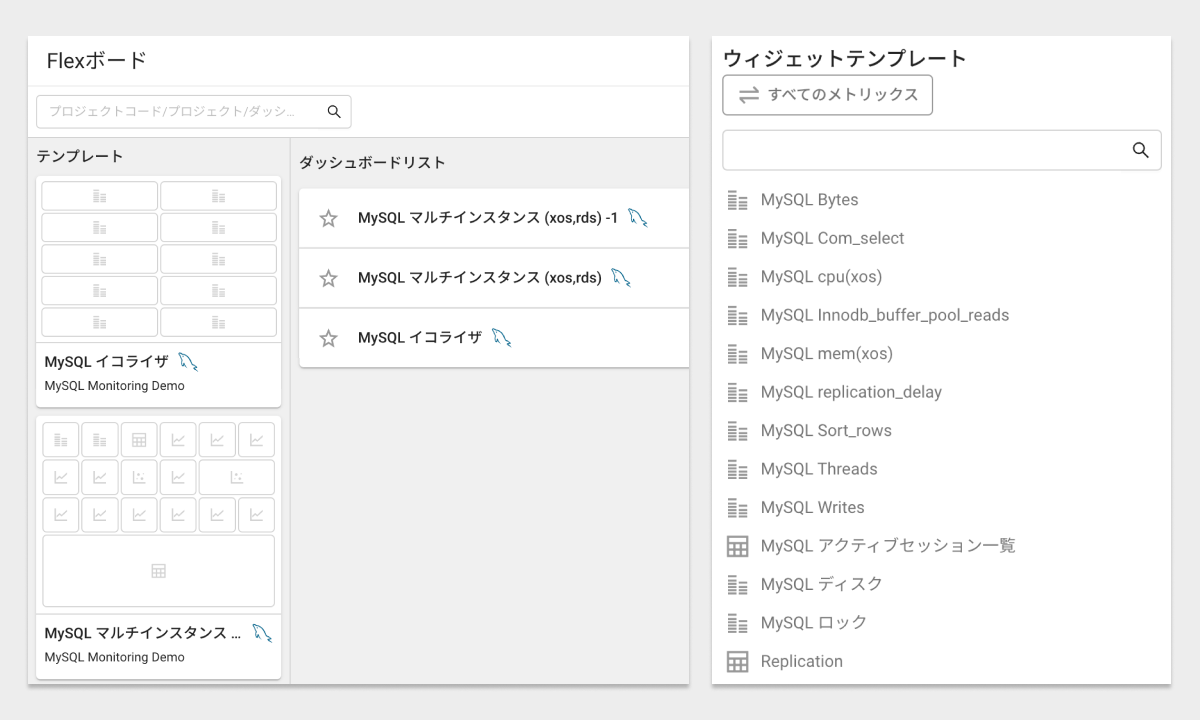 Flexボード
プロジェクトコード/プロジェクト/ダッシ...
テンプレート
MySQL イコライザ
MySQL Monitoring Demo
MySQL マルチインスタンス ...
MySQL Monitoring Demo
ダッシュボードリスト
MySQL マルチインスタンス (xos,rds) -1
MySQL マルチインスタンス (xos,rds)
MySQL イコライザ
ウィジェットテンプレート
すべてのメトリックス
MySQL Bytes
MySQL Com_select
MySQL cpu(xos)
MySQL Innodb_buffer_pool_reads
MySQL mem(xos)
MySQL replication_delay
MySQL Sort_rows
MySQL Threads
MySQL Writes
MySQL アクティブセッション一覧
MySQL ディスク
MySQL ロック
Replication